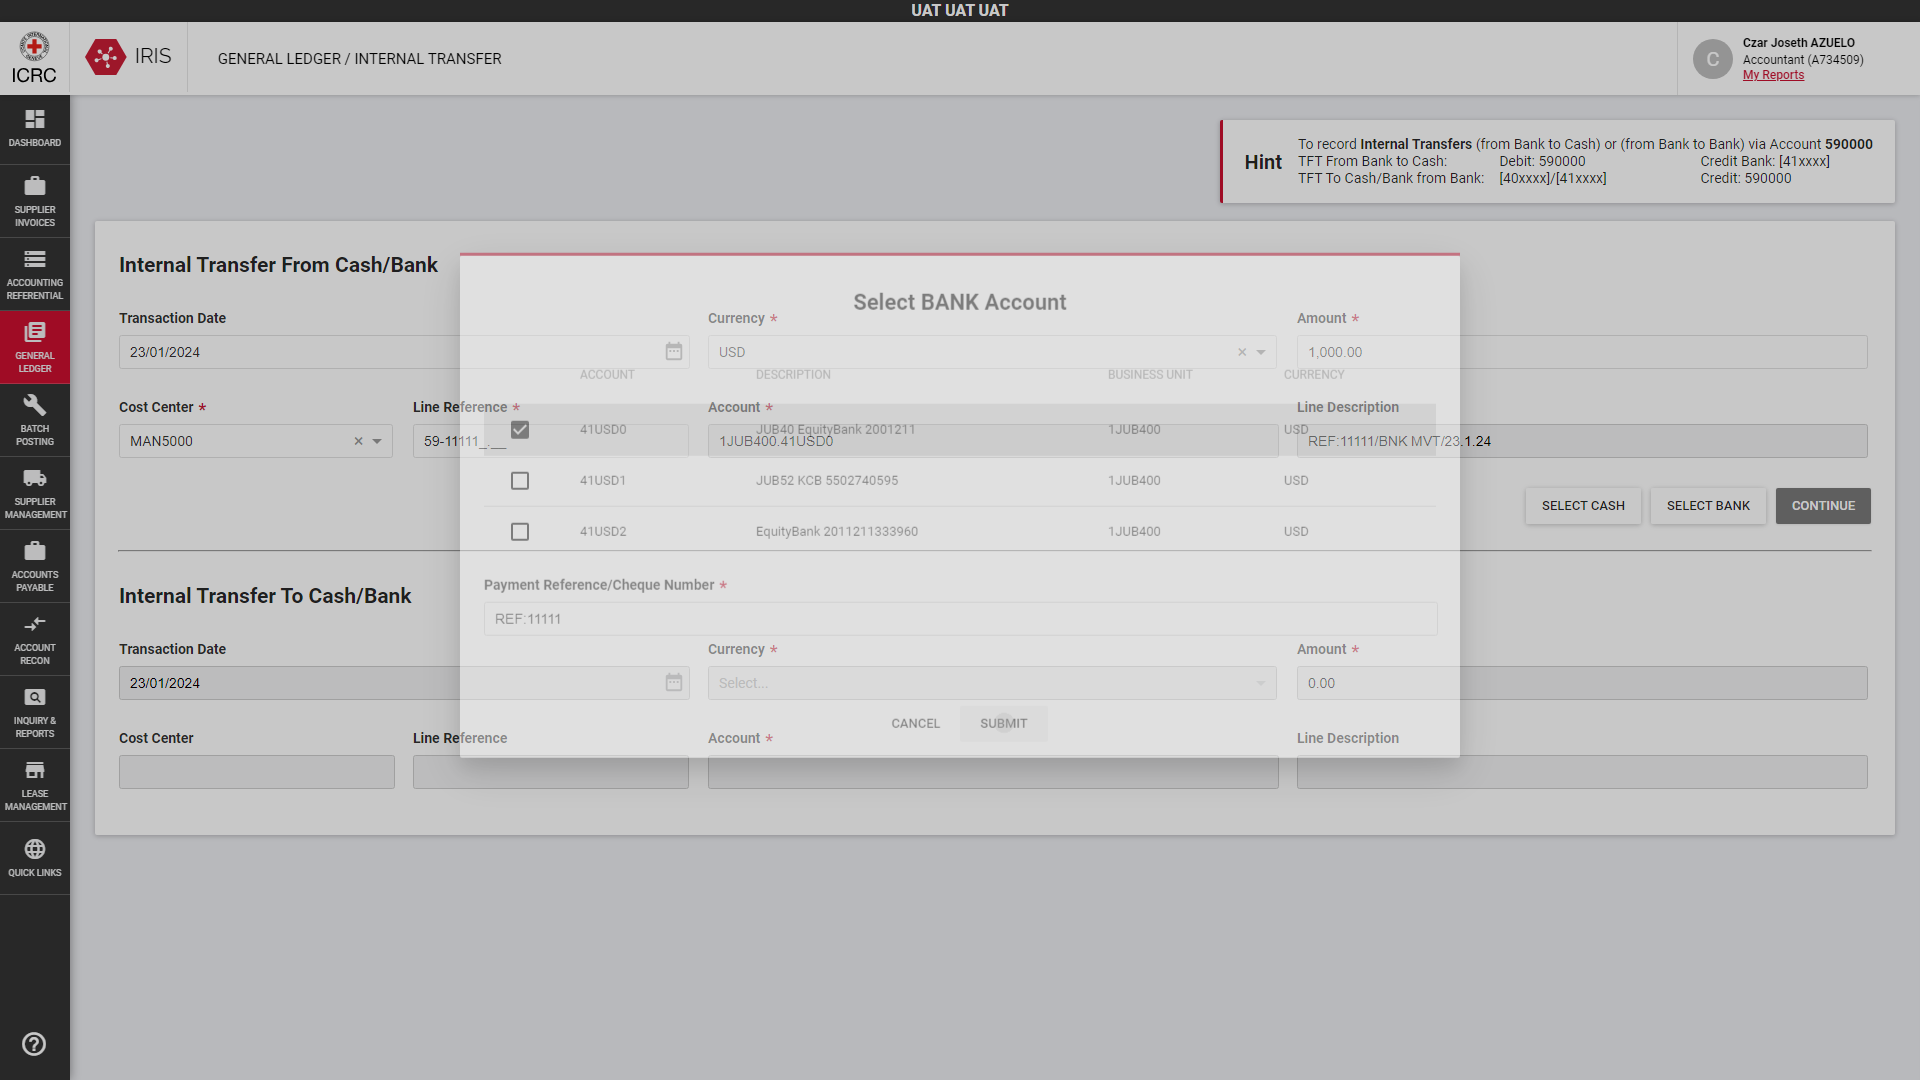 UAT UAT UAT
ICRC
IRIS
GENERAL LEDGER / INTERNAL TRANSFER
C
Czar Joseth AZUELO
Accountant (A734509)
My Reports
DASHBOARD
SUPPLIER
INVOICES
ACCOUNTING
REFERENTIAL
GENERAL
LEDGER
BATCH
POSTING
SUPPLIER
MANAGEMENT
ACCOUNTS
PAYABLE
ACCOUNT
RECON
INQUIRY &
REPORTS
LEASE
MANAGEMENT
QUICK LINKS
Hint
To record Internal Transfers (from Bank to Cash) or (from Bank to Bank) via Account 590000
TFT From Bank to Cash: Debit: 590000 Credit Bank: [41xxxx]
TFT To Cash/Bank from Bank: [40xxxx]/[41xxxx] Credit: 590000
Internal Transfer From Cash/Bank
Transaction Date Currency * Amount *
23/01/2024 USD 1,000.00
Cost Center * Line Reference * Account * Line Description
MAN5000 59-11111_.__ 1JUB400.41USD0 REF:11111/BNK MVT/23.1.24
SELECT CASH SELECT BANK CONTINUE
Internal Transfer To Cash/Bank
Transaction Date Currency * Amount *
23/01/2024 Select... 0.00
Cost Center Line Reference Account * Line Description
Select BANK Account
ACCOUNT DESCRIPTION BUSINESS UNIT CURRENCY
41USD0 JUB40 EquityBank 2001211 1JUB400 USD
41USD1 JUB52 KCB 5502740595 1JUB400 USD
41USD2 EquityBank 2011211333960 1JUB400 USD
Payment Reference/Cheque Number *
REF:11111
CANCEL SUBMIT